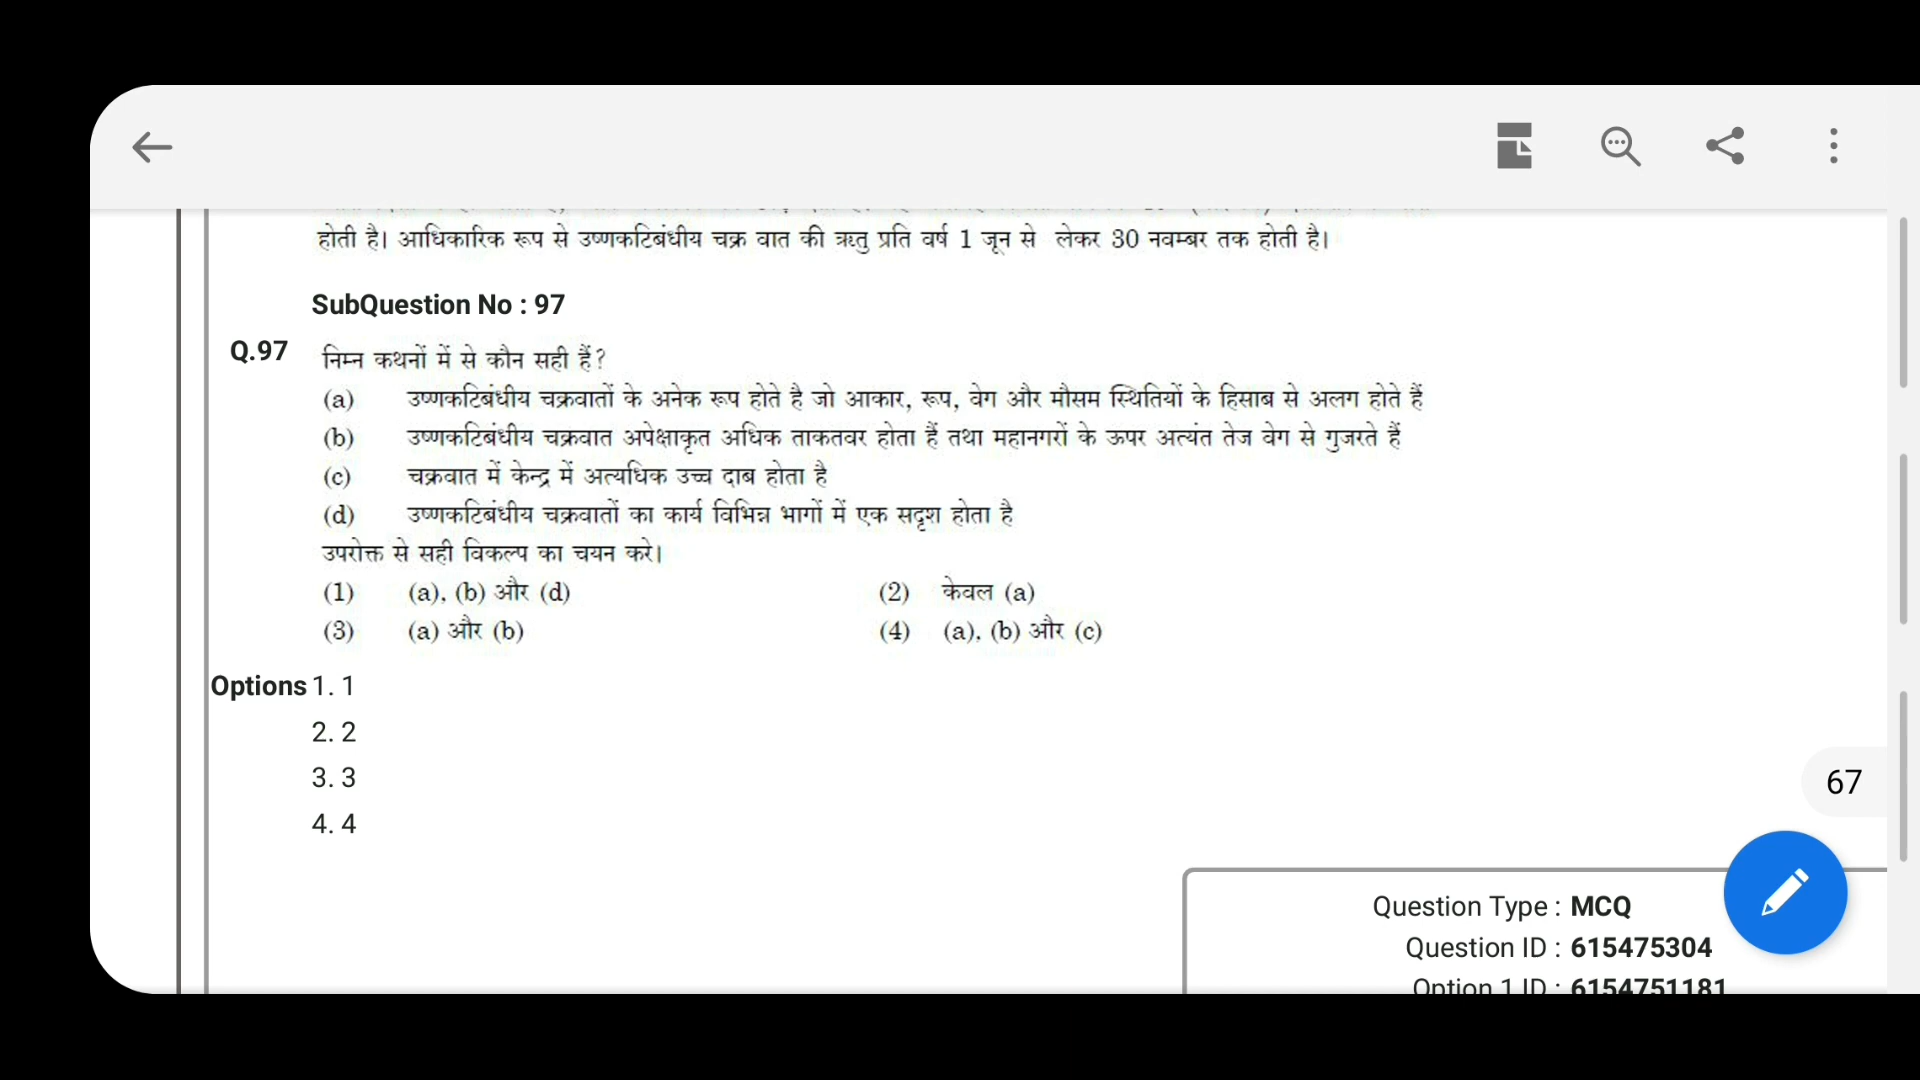 होती है। आधिकारिक रूप से उष्णकटिबंधीय चक्र वात की ऋतु प्रति वर्ष 1 जून से लेकर 30 नवम्बर तक होती है।
SubQuestion No : 97
Q.97 निम्न कथनों में से कौन सही हैं?
(a) उष्णकटिबंधीय चक्रवातों के अनेक रूप होते है जो आकार, रूप, वेग और मौसम स्थितियों के हिसाब से अलग होते हैं
(b) उष्णकटिबंधीय चक्रवात अपेक्षाकृत अधिक ताकतवर होता हैं तथा महानगरों के ऊपर अत्यंत तेज वेग से गुजरते हैं
(c) चक्रवात में केन्द्र में अत्यधिक उच्च दाब होता है
(d) उष्णकटिबंधीय चक्रवातों का कार्य विभिन्न भागों में एक सदृश होता है
उपरोक्त से सही विकल्प का चयन करे।
(1) (a), (b) और (d) (2) केवल (a)
(3) (a) और (b) (4) (a), (b) और (c)
Options 1. 1
2. 2
3. 3
4. 4
67
Question Type : MCQ
Question ID : 615475304
Option 1 ID : 6154751181